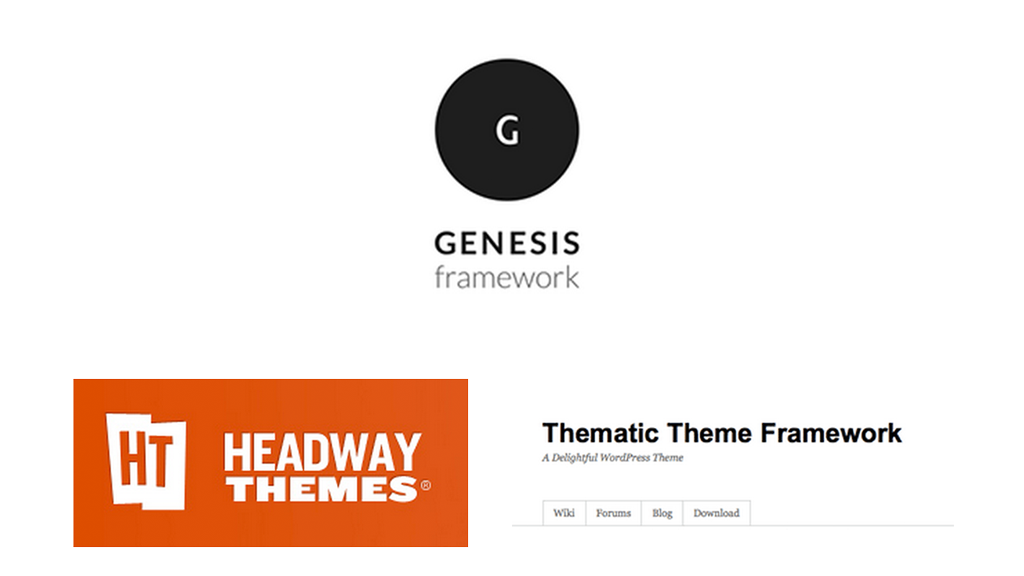 G
GENESIS
framework
HT
HEADWAY
THEMES®
Thematic Theme Framework
A Delightful WordPress Theme
Wiki Forums Blog Download